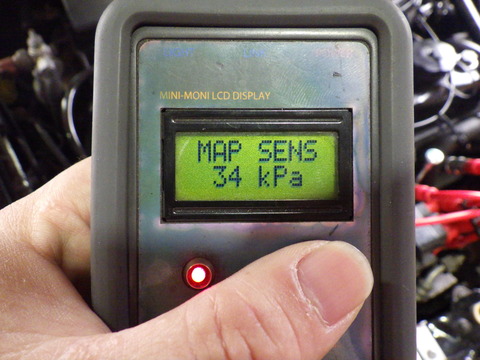 MINI-MONI LCD DISPLAY
MAP SENS
34 kPa